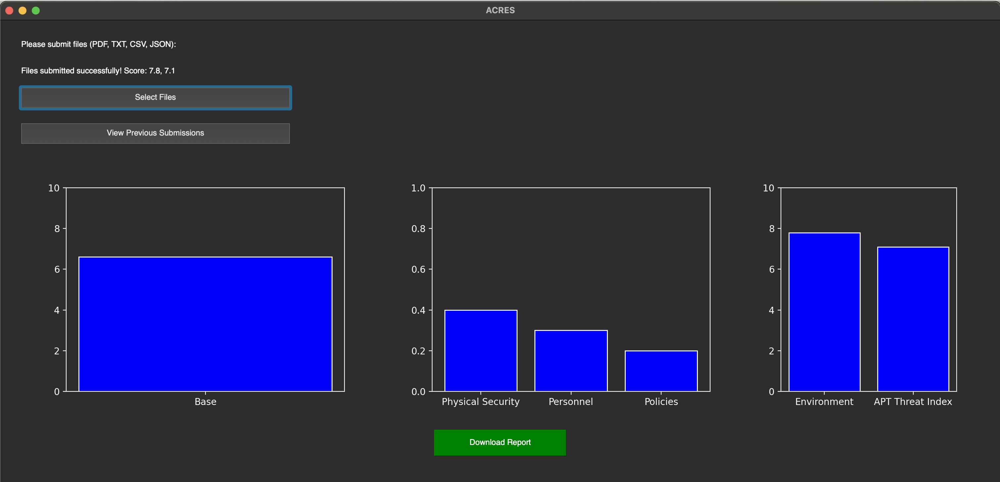 ACRES
Please submit files (PDF, TXT, CSV, JSON):
Files submitted successfully! Score: 7.8, 7.1
Select Files
View Previous Submissions
10
8
6
4
2
0
Base
1.0
0.8
0.6
0.4
0.2
0.0
Physical Security Personnel Policies
10
8
6
4
2
0
Environment APT Threat Index
Download Report